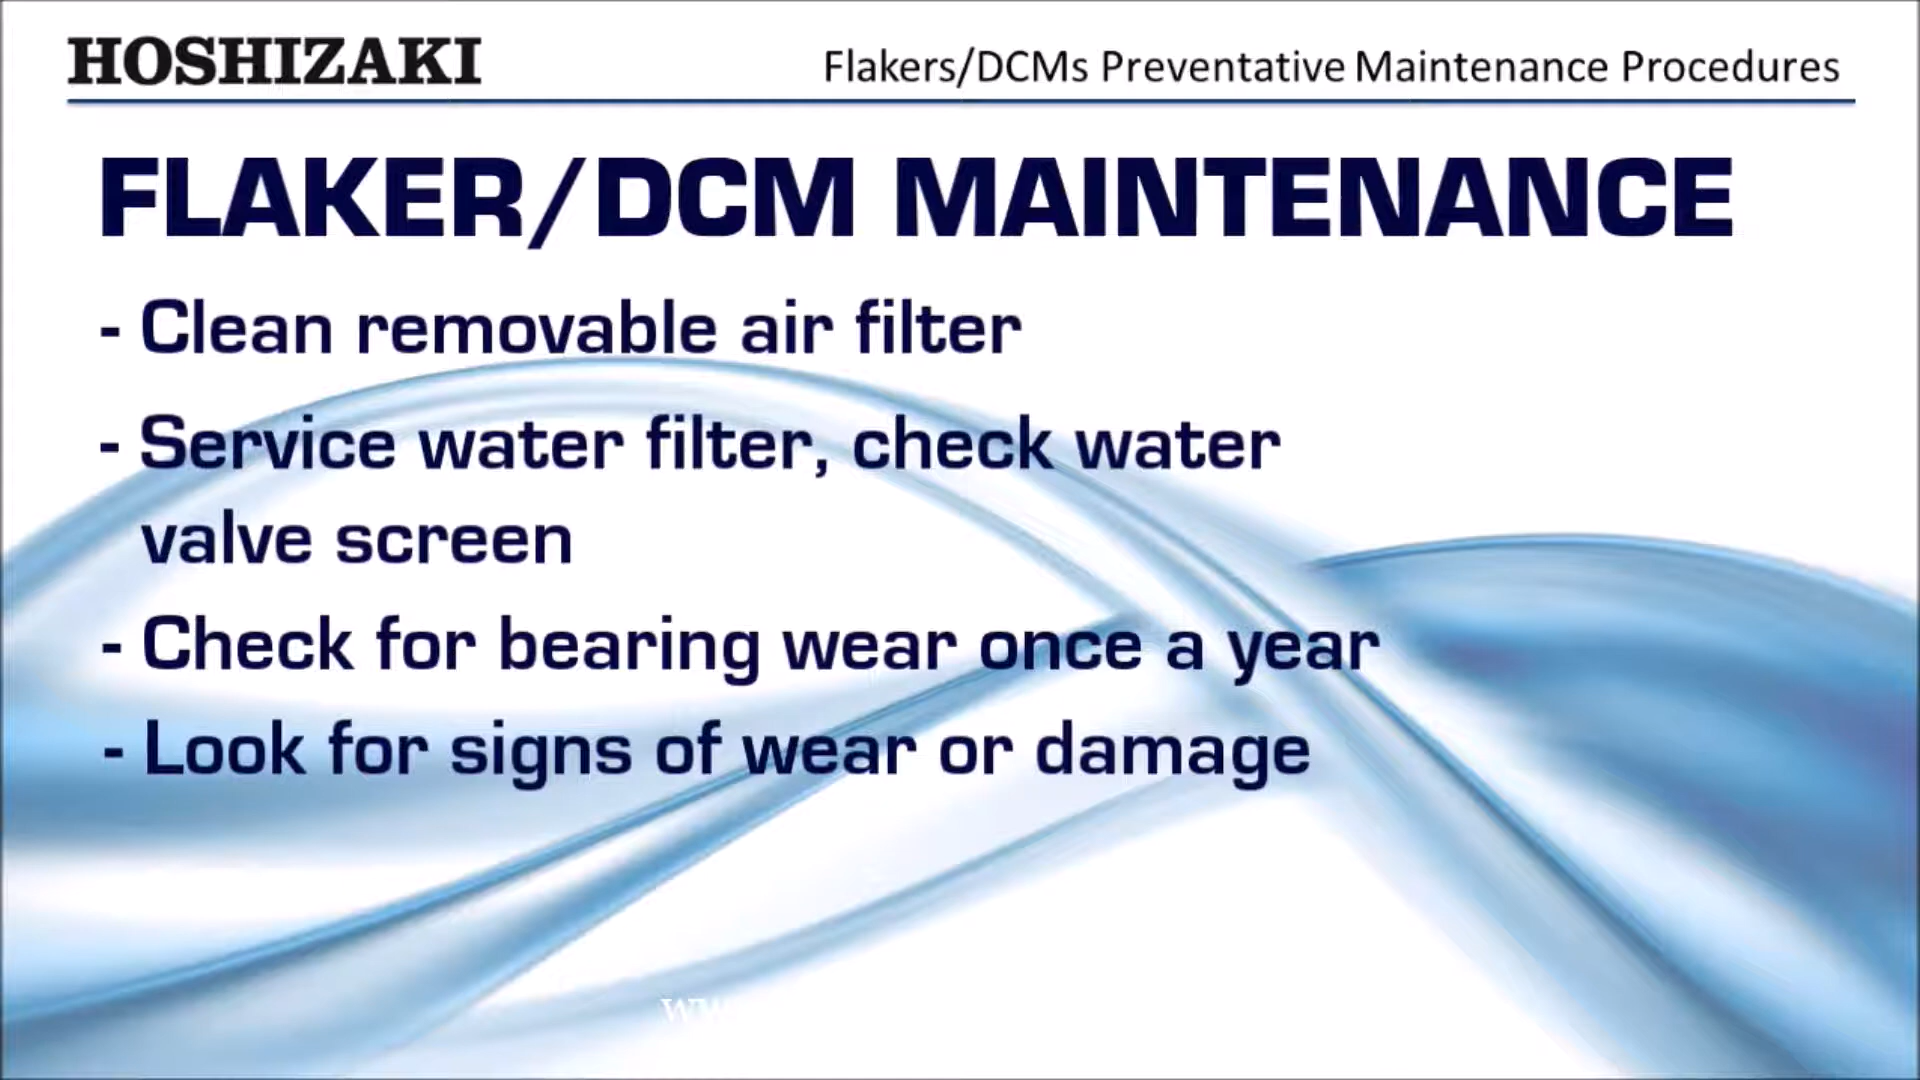 HOSHIZAKI
Flakers/DCMs Preventative Maintenance Procedures
FLAKER/DCM MAINTENANCE
- Clean removable air filter
- Service water filter, check water
valve screen
- Check for bearing wear once a year
- Look for signs of wear or damage